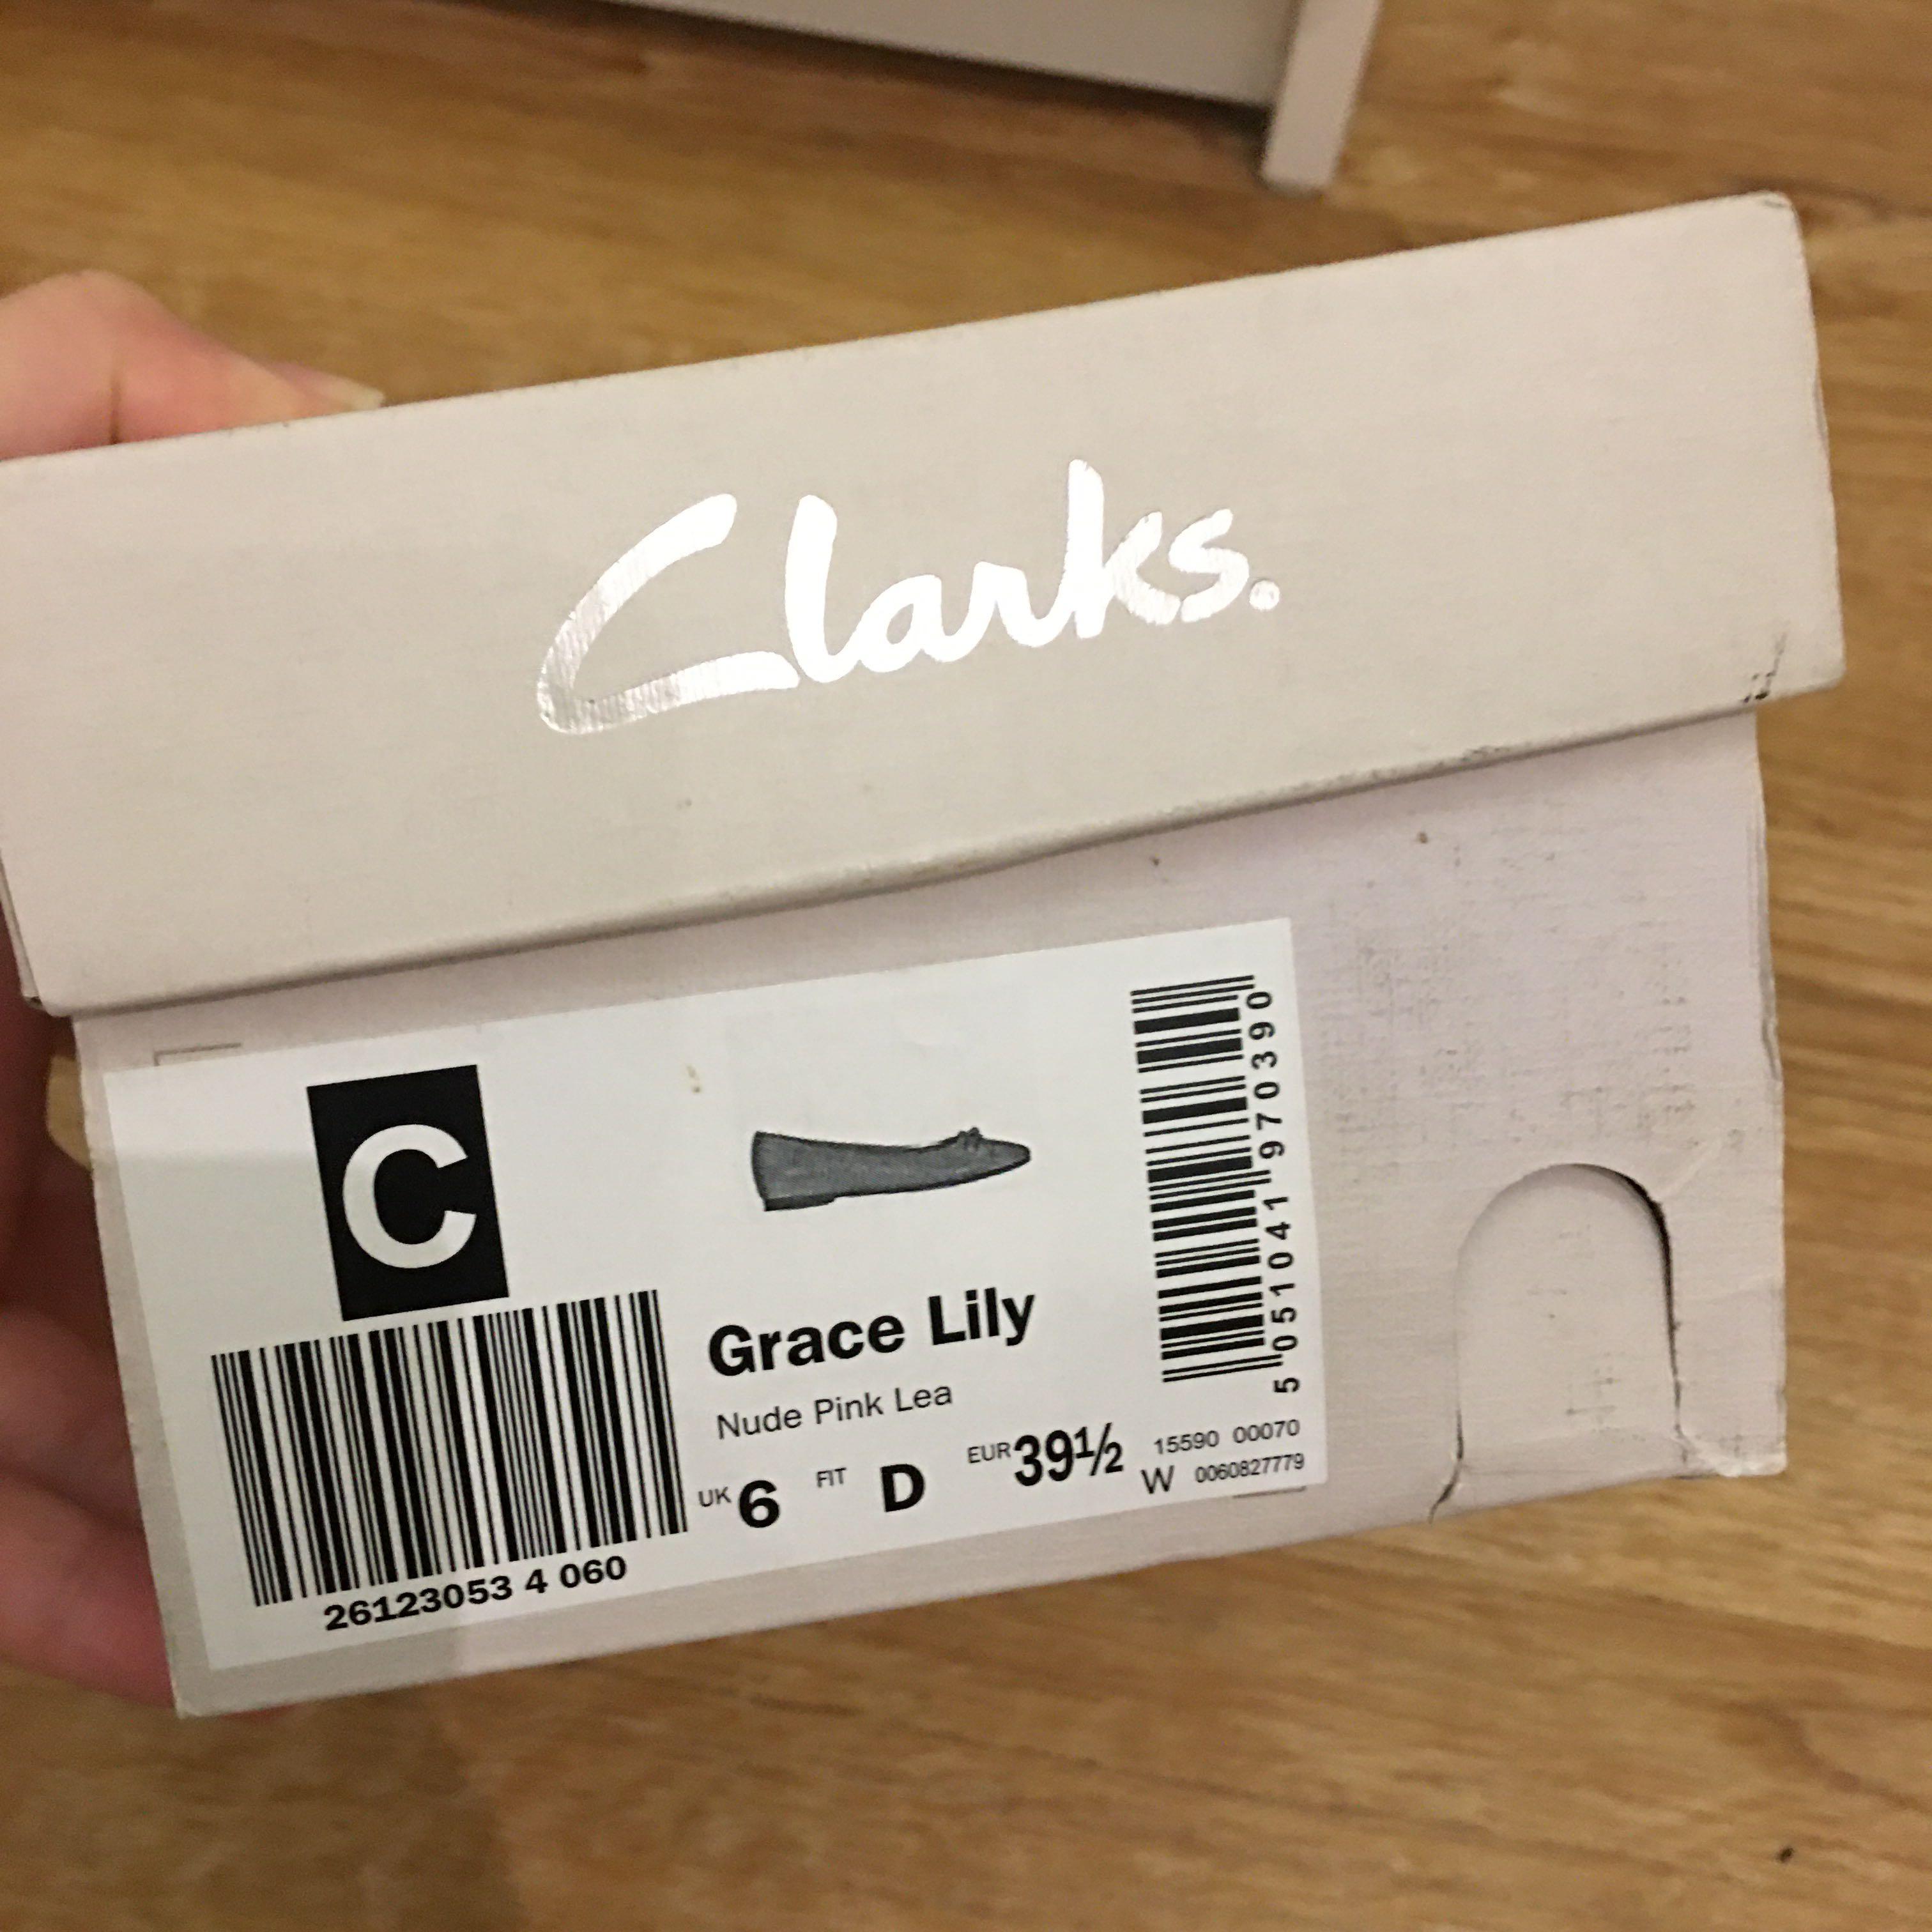 Clarks.
C
Grace Lily
Nude Pink Lea
UK 6 FIT D EUR 39½
26123053 4 060
5 051041 970390
15590 00070
W 0060827779